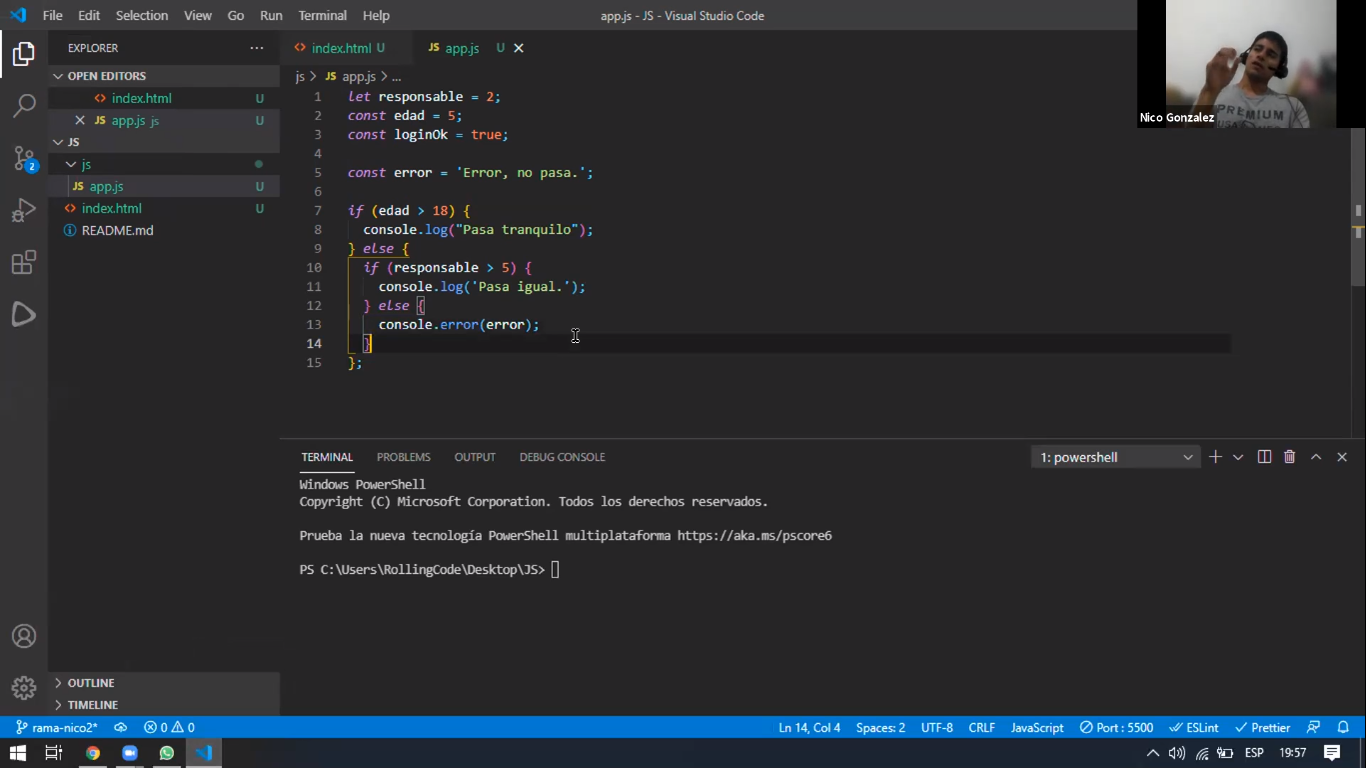 File Edit Selection View Go Run Terminal Help app.js - JS - Visual Studio Code
EXPLORER
OPEN EDITORS
index.html U
app.js js U
JS
js
app.js U
index.html U
README.md
OUTLINE
TIMELINE
index.html U app.js U
js > JS app.js > ...
1 let responsable = 2;
2 const edad = 5;
3 const loginOk = true;
4
5 const error = 'Error, no pasa.';
6
7 if (edad > 18) {
8 console.log("Pasa tranquilo");
9 } else {
10 if (responsable > 5) {
11 console.log('Pasa igual.');
12 } else {
13 console.error(error);
14 }
15 };
Nico Gonzalez
PREMIUM
TERMINAL PROBLEMS OUTPUT DEBUG CONSOLE 1: powershell
Windows PowerShell
Copyright (C) Microsoft Corporation. Todos los derechos reservados.
Prueba la nueva tecnología PowerShell multiplataforma https://aka.ms/pscore6
PS C:\Users\RollingCode\Desktop\JS>
2
rama-nico2* 0 0 Ln 14, Col 4 Spaces: 2 UTF-8 CRLF JavaScript Port : 5500 ESLint Prettier
ESP 19:57